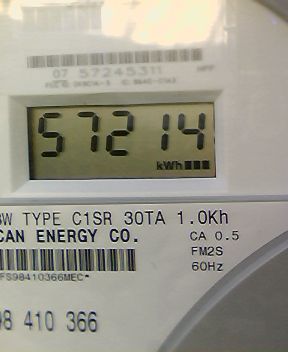 07 57245311
57214
kWh
TYPE C1SR 30TA 1.0Kh
CAN ENERGY CO. CA 0.5
FM2S
FS98410366MEC* 60Hz
98 410 366